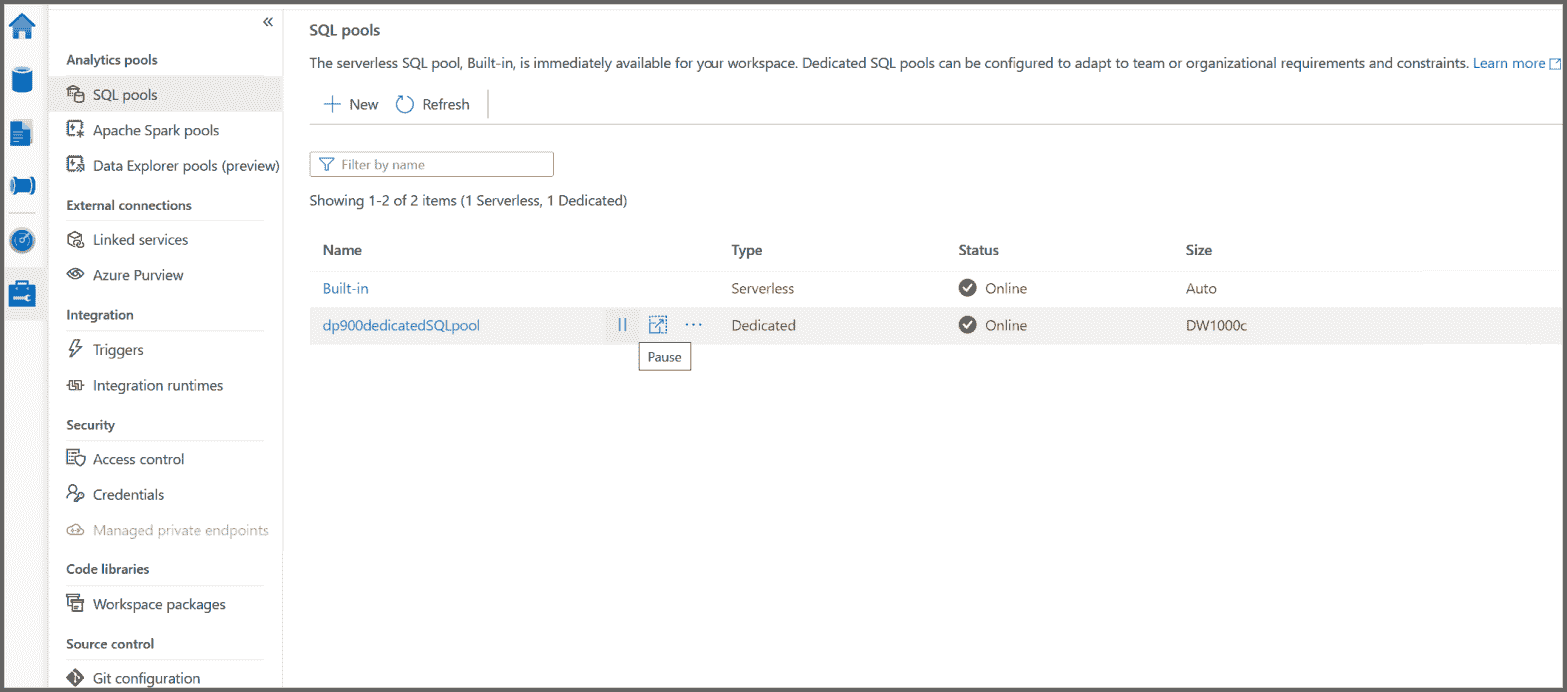 Analytics pools
SQL pools
Apache Spark pools
Data Explorer pools (preview)
External connections
Linked services
Azure Purview
Integration
Triggers
Integration runtimes
Security
Access control
Credentials
Managed private endpoints
Code libraries
Workspace packages
Source control
Git configuration
SQL pools
The serverless SQL pool, Built-in, is immediately available for your workspace. Dedicated SQL pools can be configured to adapt to team or organizational requirements and constraints. Learn more
New Refresh
Filter by name
Showing 1-2 of 2 items (1 Serverless, 1 Dedicated)
Name Type Status Size
Built-in Serverless Online Auto
dp900dedicatedSQLpool Dedicated Online DW1000c
Pause